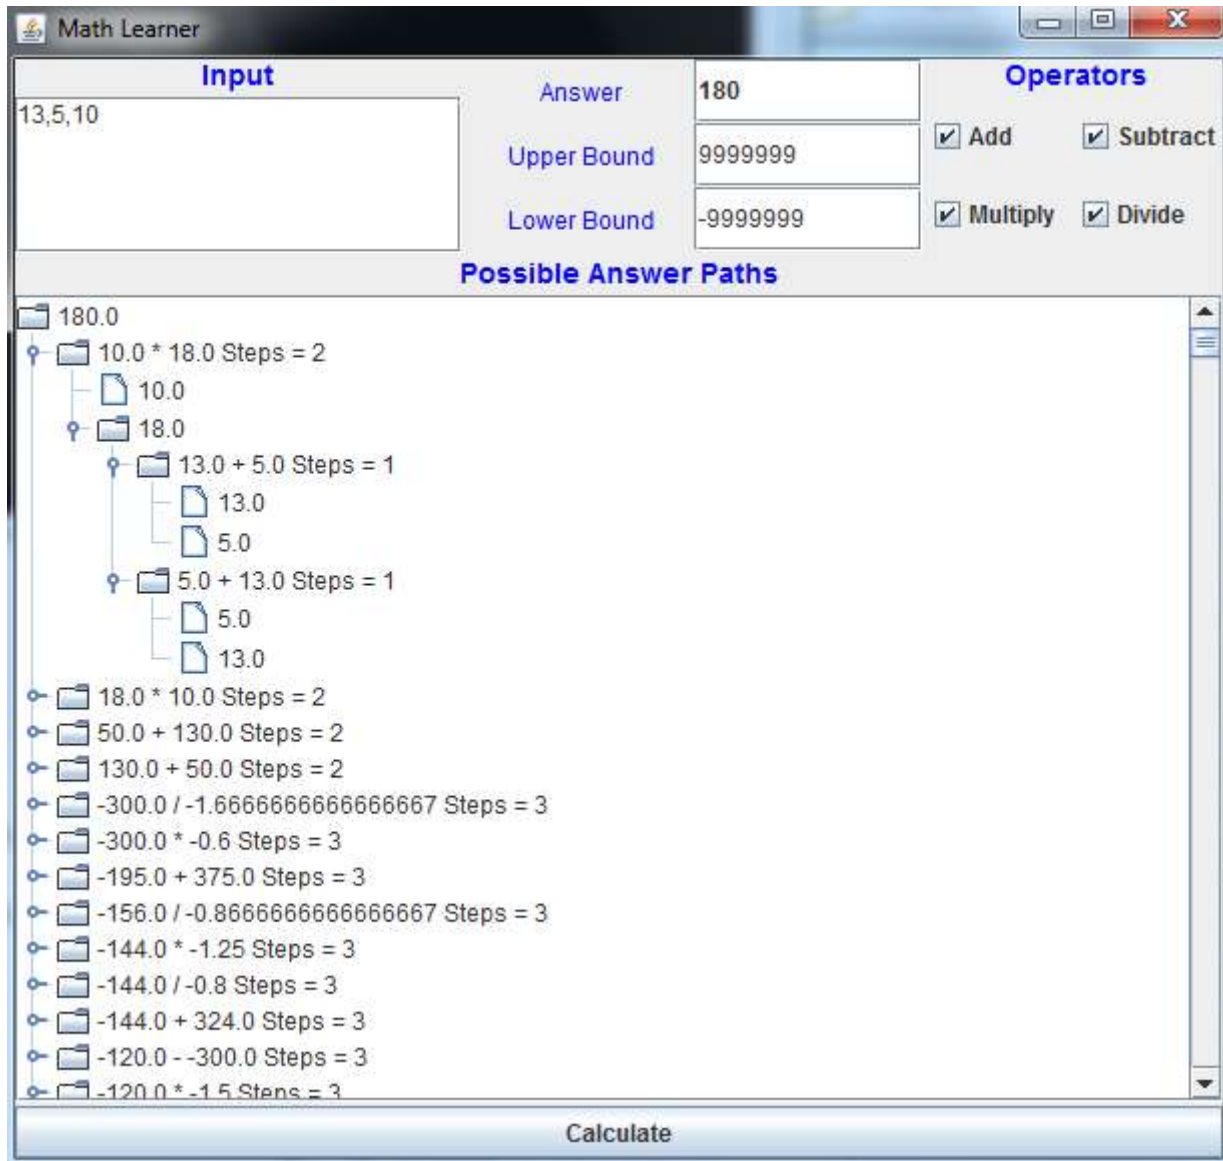 Math Learner
Input
13,5,10
Answer
180
Upper Bound
9999999
Lower Bound
-9999999
Operators
Add
Subtract
Multiply
Divide
Possible Answer Paths
180.0
10.0 * 18.0 Steps = 2
10.0
18.0
13.0 + 5.0 Steps = 1
13.0
5.0
5.0 + 13.0 Steps = 1
5.0
13.0
18.0 * 10.0 Steps = 2
50.0 + 130.0 Steps = 2
130.0 + 50.0 Steps = 2
-300.0 / -1.6666666666666667 Steps = 3
-300.0 * -0.6 Steps = 3
-195.0 + 375.0 Steps = 3
-156.0 / -0.8666666666666667 Steps = 3
-144.0 * -1.25 Steps = 3
-144.0 / -0.8 Steps = 3
-144.0 + 324.0 Steps = 3
-120.0 - -300.0 Steps = 3
-120.0 * -1.5 Steps = 3
Calculate